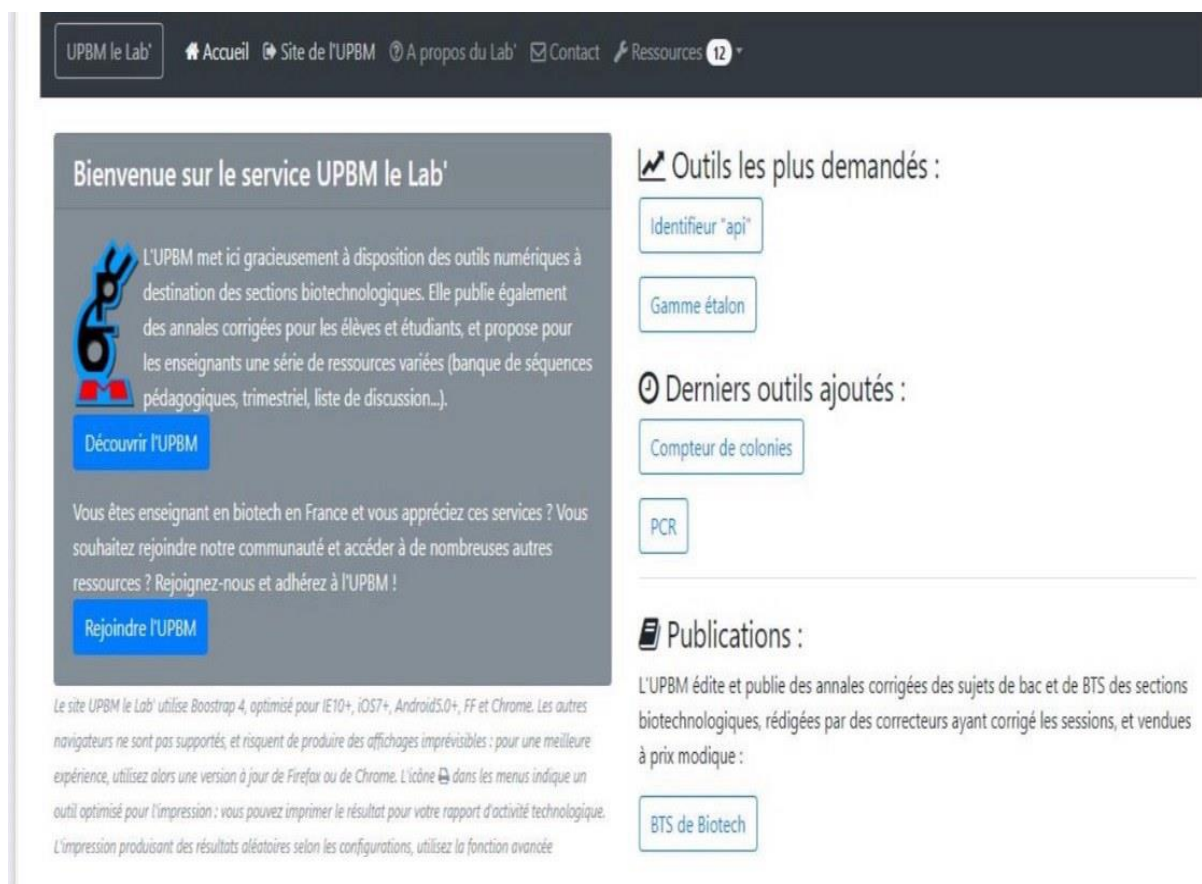 UPBM le Lab' Accueil Site de l'UPBM A propos du Lab' Contact Ressources 12
Bienvenue sur le service UPBM le Lab'
L'UPBM met ici gracieusement à disposition des outils numériques à
destination des sections biotechnologiques. Elle publie également
des annales corrigées pour les élèves et étudiants, et propose pour
les enseignants une série de ressources variées (banque de séquences
pédagogiques, trimestriel, liste de discussion...).
Découvrir l'UPBM
Vous êtes enseignant en biotech en France et vous appréciez ces services ? Vous
souhaitez rejoindre notre communauté et accéder à de nombreuses autres
ressources ? Rejoignez-nous et adhérez à l'UPBM !
Rejoindre l'UPBM
Le site UPBM le Lab' utilise Boostrap 4, optimisé pour IE10+, iOS7+, Android5.0+, FF et Chrome. Les autres
navigateurs ne sont pas supportés, et risquent de produire des affichages imprévisibles : pour une meilleure
expérience, utilisez alors une version à jour de Firefox ou de Chrome. L'icône dans les menus indique un
outil optimisé pour l'impression : vous pouvez imprimer le résultat pour votre rapport d'activité technologique.
L'impression produisant des résultats aléatoires selon les configurations, utilisez la fonction avancée
Outils les plus demandés :
Identifieur "api"
Gamme étalon
Derniers outils ajoutés :
Compteur de colonies
PCR
Publications :
L'UPBM édite et publie des annales corrigées des sujets de bac et de BTS des sections
biotechnologiques, rédigées par des correcteurs ayant corrigé les sessions, et vendues
à prix modique :
BTS de Biotech